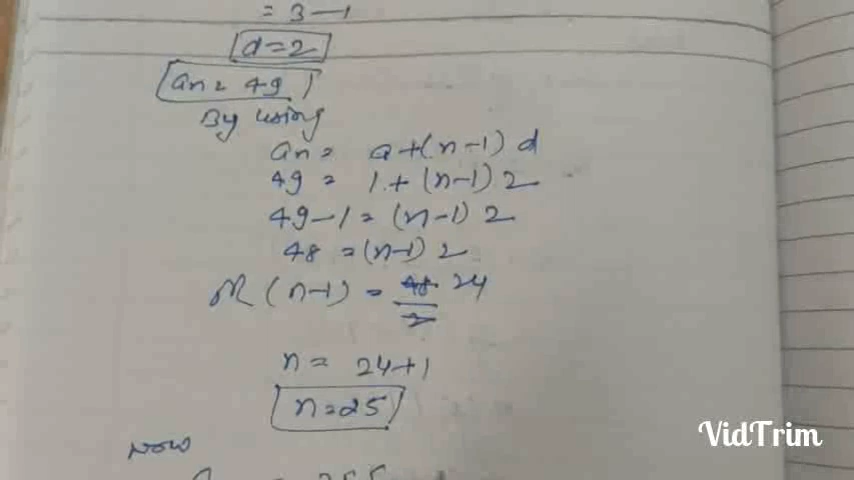 = 3 - 1
d = 2
an = 49
By using
an = a + (n - 1) d
49 = 1 + (n - 1) 2
49 - 1 = (n - 1) 2
48 = (n - 1) 2
(n - 1) = 48/2 24
n = 24 + 1
n = 25
Now
VidTrim